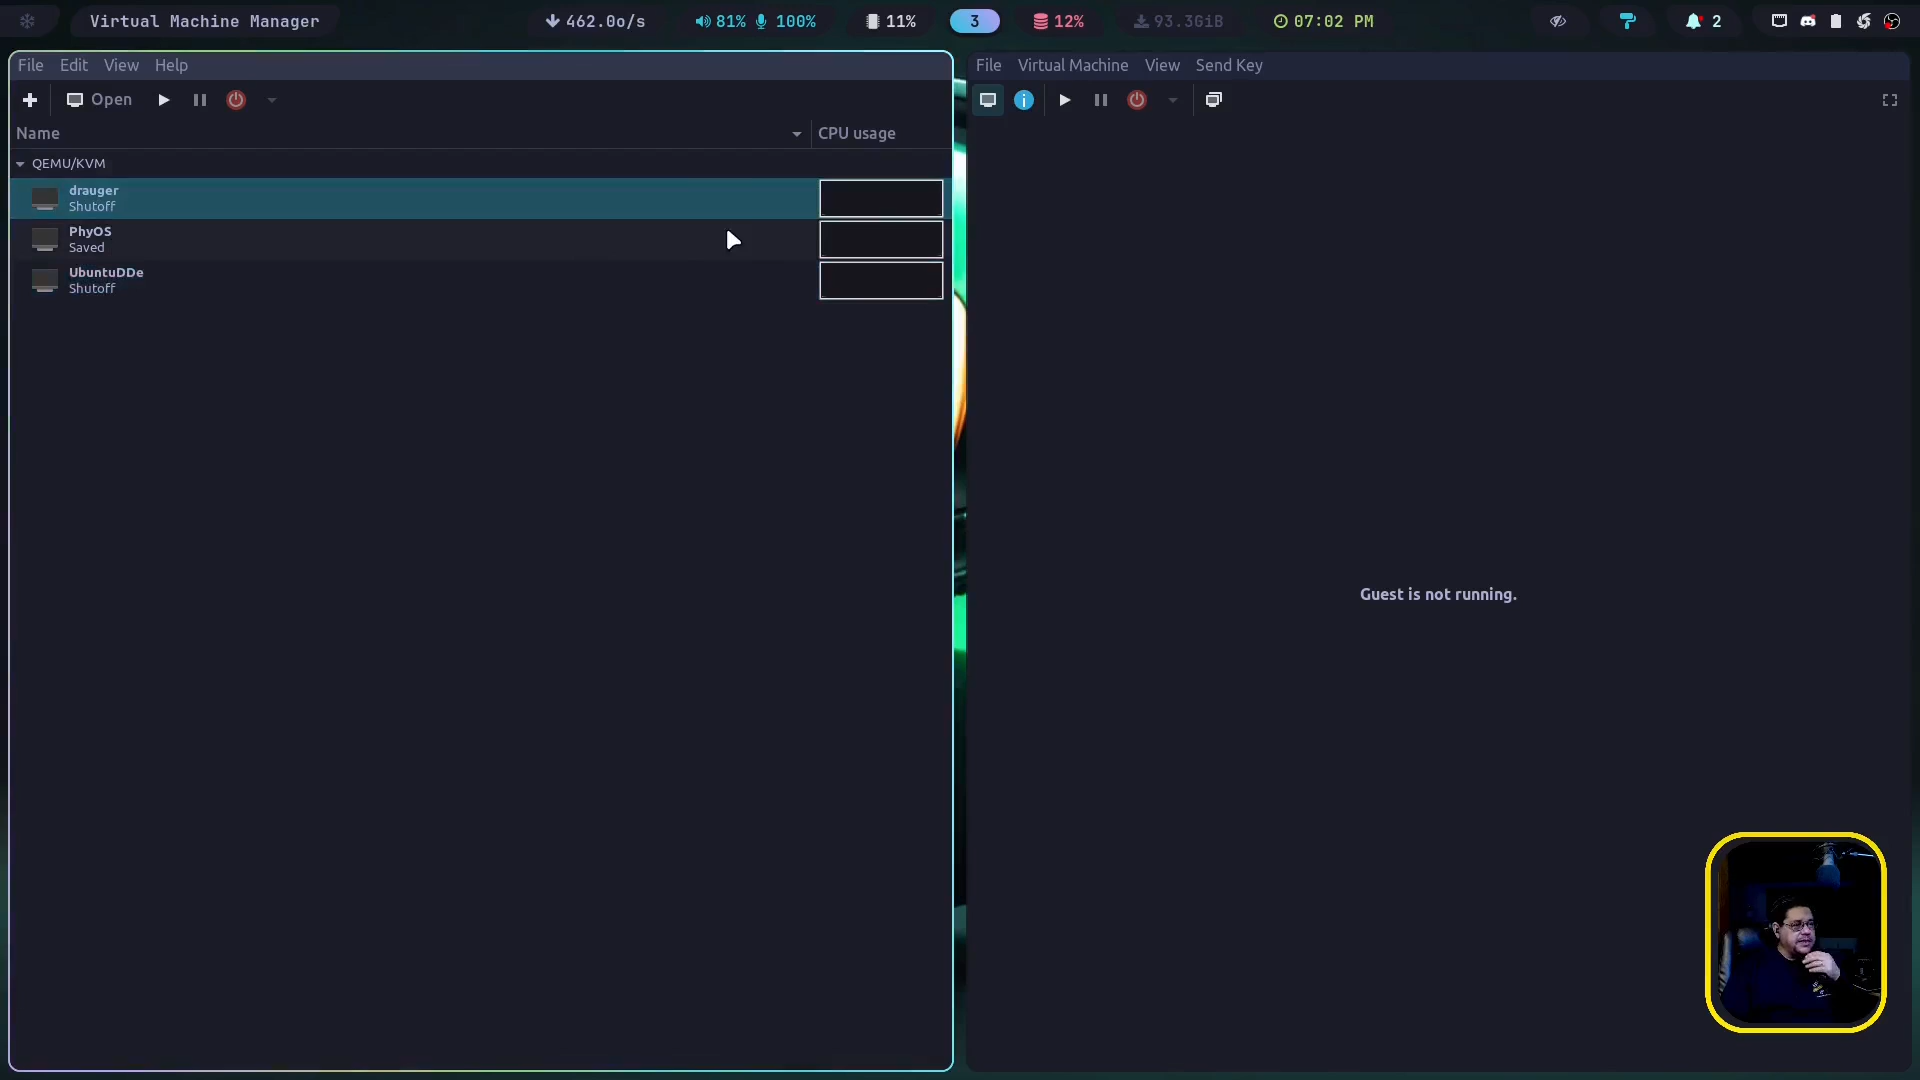 Virtual Machine Manager
462.0o/s
81% 100%
11%
3
12%
93.3GiB
07:02 PM
2
File Edit View Help
Open
Name
CPU usage
QEMU/KVM
drauger
Shutoff
PhyOS
Saved
UbuntuDDe
Shutoff
File Virtual Machine View Send Key
Guest is not running.